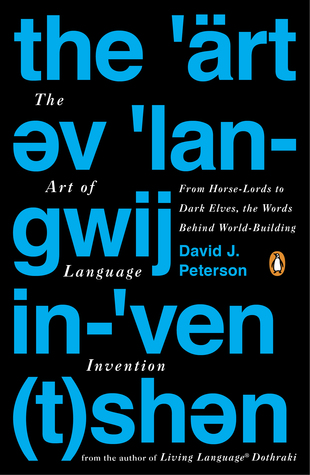 the 'ärt
The
əv 'lan-
Art of
From Horse-Lords to
Dark Elves, the Words
Behind World-Building
gwij
David J.
Peterson
Language
in-'ven
Invention
(t)shən
from the author of Living Language® Dothraki